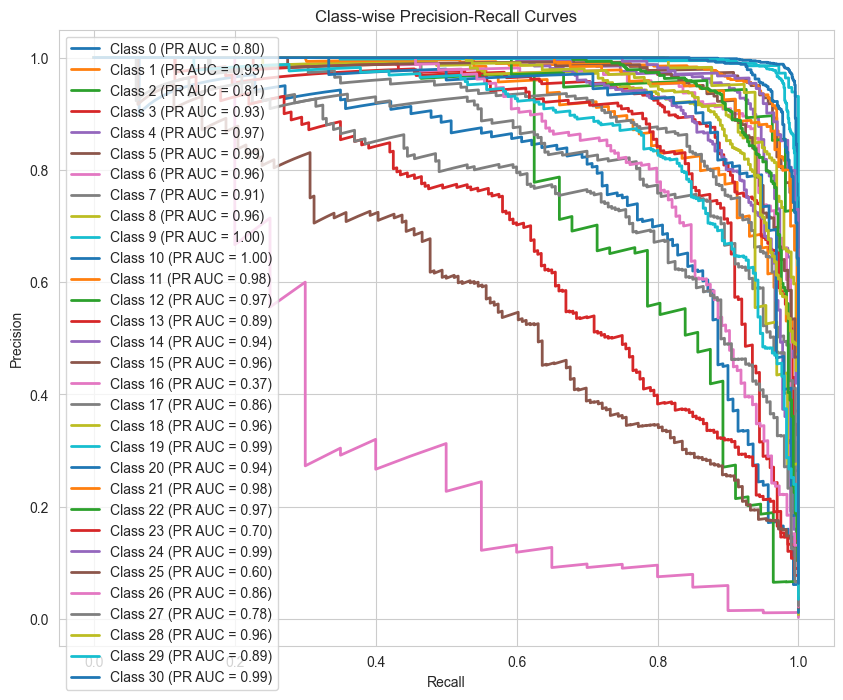 Class-wise Precision-Recall Curves
Precision
1.0
0.8
0.6
0.4
0.2
0.0
Class 0 (PR AUC = 0.80)
Class 1 (PR AUC = 0.93)
Class 2 (PR AUC = 0.81)
Class 3 (PR AUC = 0.93)
Class 4 (PR AUC = 0.97)
Class 5 (PR AUC = 0.99)
Class 6 (PR AUC = 0.96)
Class 7 (PR AUC = 0.91)
Class 8 (PR AUC = 0.96)
Class 9 (PR AUC = 1.00)
Class 10 (PR AUC = 1.00)
Class 11 (PR AUC = 0.98)
Class 12 (PR AUC = 0.97)
Class 13 (PR AUC = 0.89)
Class 14 (PR AUC = 0.94)
Class 15 (PR AUC = 0.96)
Class 16 (PR AUC = 0.37)
Class 17 (PR AUC = 0.86)
Class 18 (PR AUC = 0.96)
Class 19 (PR AUC = 0.99)
Class 20 (PR AUC = 0.94)
Class 21 (PR AUC = 0.98)
Class 22 (PR AUC = 0.97)
Class 23 (PR AUC = 0.70)
Class 24 (PR AUC = 0.99)
Class 25 (PR AUC = 0.60)
Class 26 (PR AUC = 0.86)
Class 27 (PR AUC = 0.78)
Class 28 (PR AUC = 0.96)
Class 29 (PR AUC = 0.89)
Class 30 (PR AUC = 0.99)
0.0 0.2 0.4 0.6 0.8 1.0
Recall